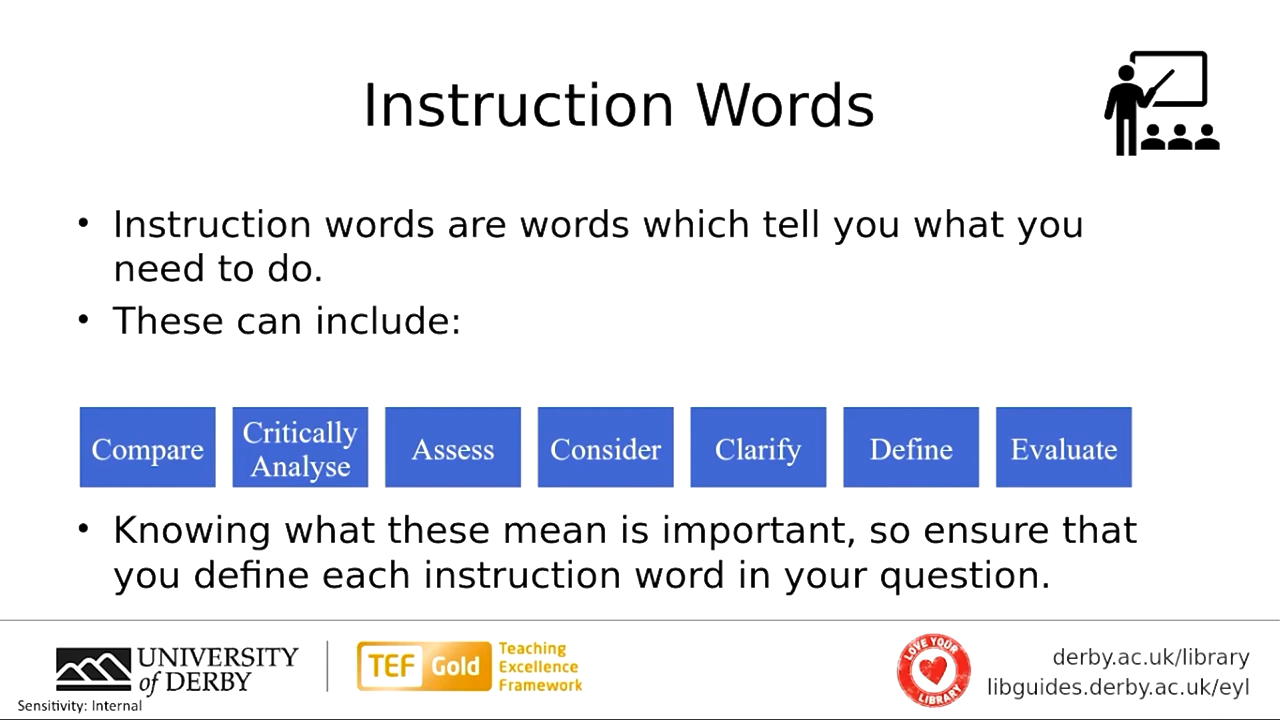 Instruction Words
• Instruction words are words which tell you what you
need to do.
• These can include:
Compare
Critically
Analyse
Assess
Consider
Clarify
Define
Evaluate
• Knowing what these mean is important, so ensure that
you define each instruction word in your question.
UNIVERSITY
of DERBY
TEF Gold
Teaching
Excellence
Framework
LOVE YOUR
LIBRARY
derby.ac.uk/library
libguides.derby.ac.uk/eyl
Sensitivity: Internal